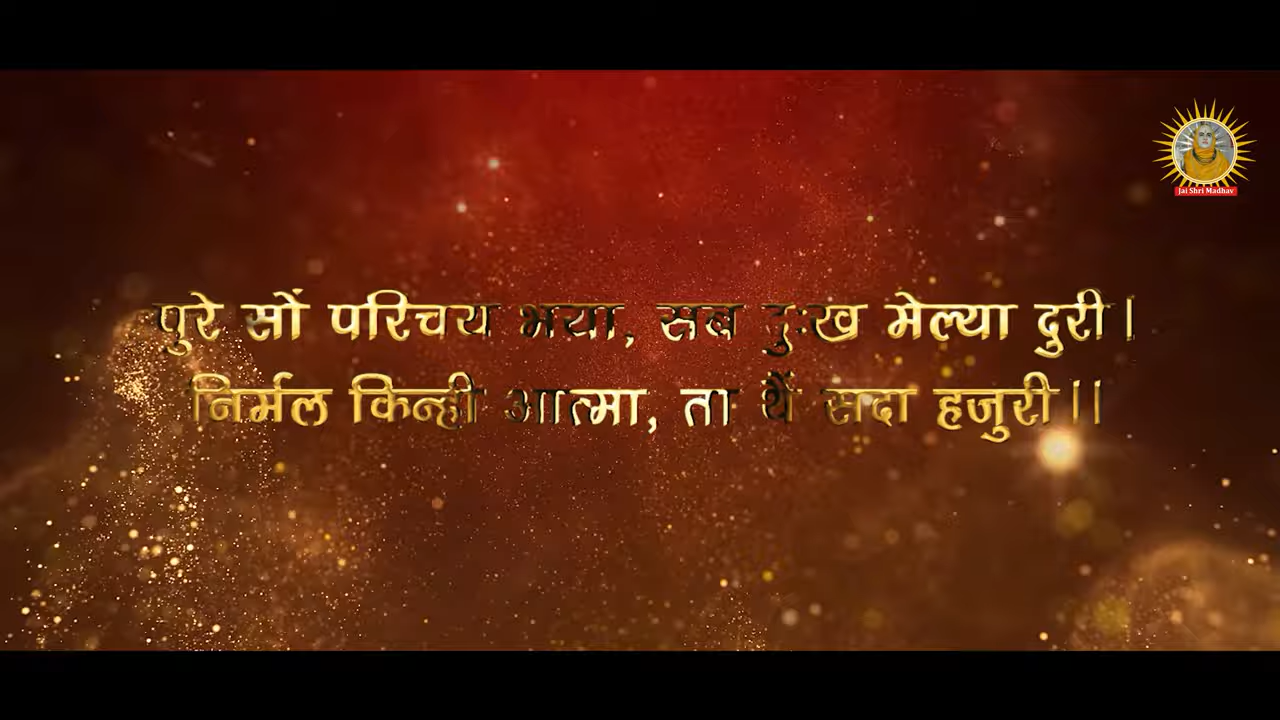 पुरे सों परिचय भया, सब दुःख मेल्या दुरी।
निर्मल किन्ही आत्मा, ता थें सदा हजुरी।।
Jai Shri Madhav